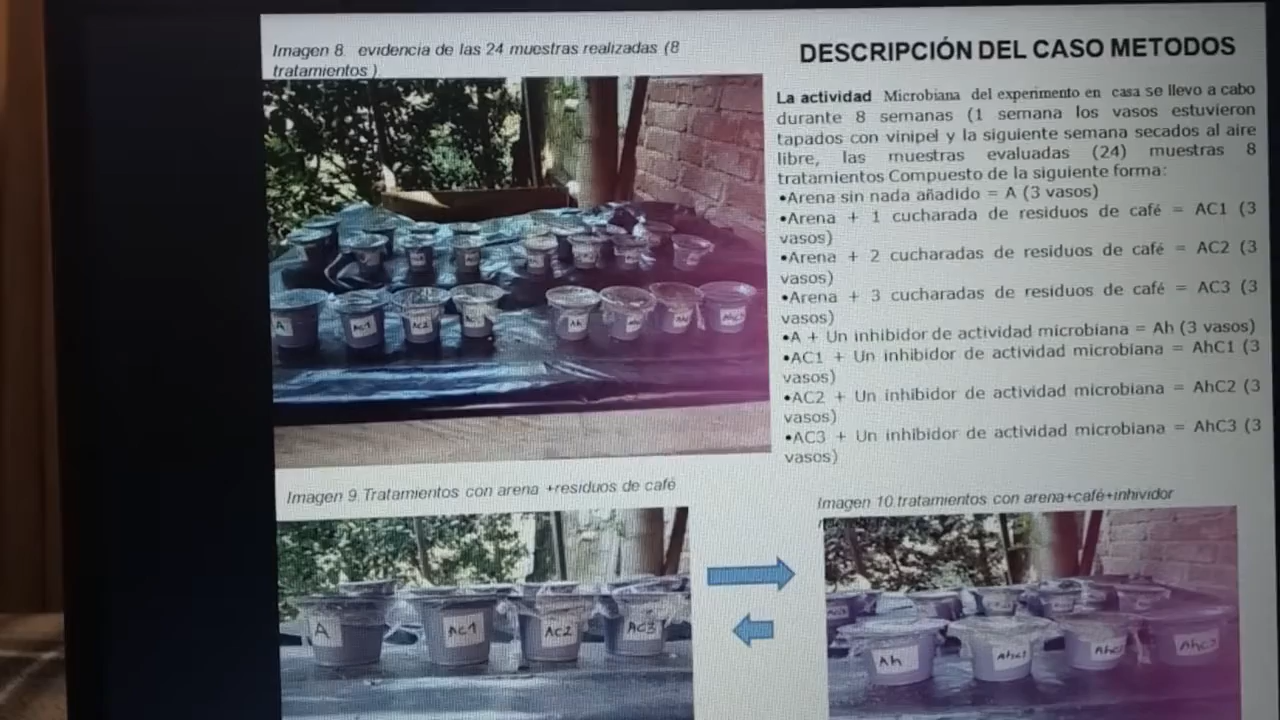 Imagen 8. evidencia de las 24 muestras realizadas (8
tratamientos )
DESCRIPCIÓN DEL CASO METODOS
La actividad Microbiana del experimento en casa se llevo a cabo
durante 8 semanas (1 semana los vasos estuvieron
tapados con vinipel y la siguiente semana secados al aire
libre, las muestras evaluadas (24) muestras 8
tratamientos Compuesto de la siguiente forma:
•Arena sin nada añadido = A (3 vasos)
•Arena + 1 cucharada de residuos de café = AC1 (3
vasos)
•Arena + 2 cucharadas de residuos de café = AC2 (3
vasos)
•Arena + 3 cucharadas de residuos de café = AC3 (3
vasos)
•A + Un inhibidor de actividad microbiana = Ah (3 vasos)
•AC1 + Un inhibidor de actividad microbiana = AhC1 (3
vasos)
•AC2 + Un inhibidor de actividad microbiana = AhC2 (3
vasos)
•AC3 + Un inhibidor de actividad microbiana = AhC3 (3
vasos)
A AC1 AC2 Ah
Imagen 9.Tratamientos con arena +residuos de café
A AC1 AC2 AC3
Imagen 10.tratamientos con arena+café+inhividor
Ah AhC1